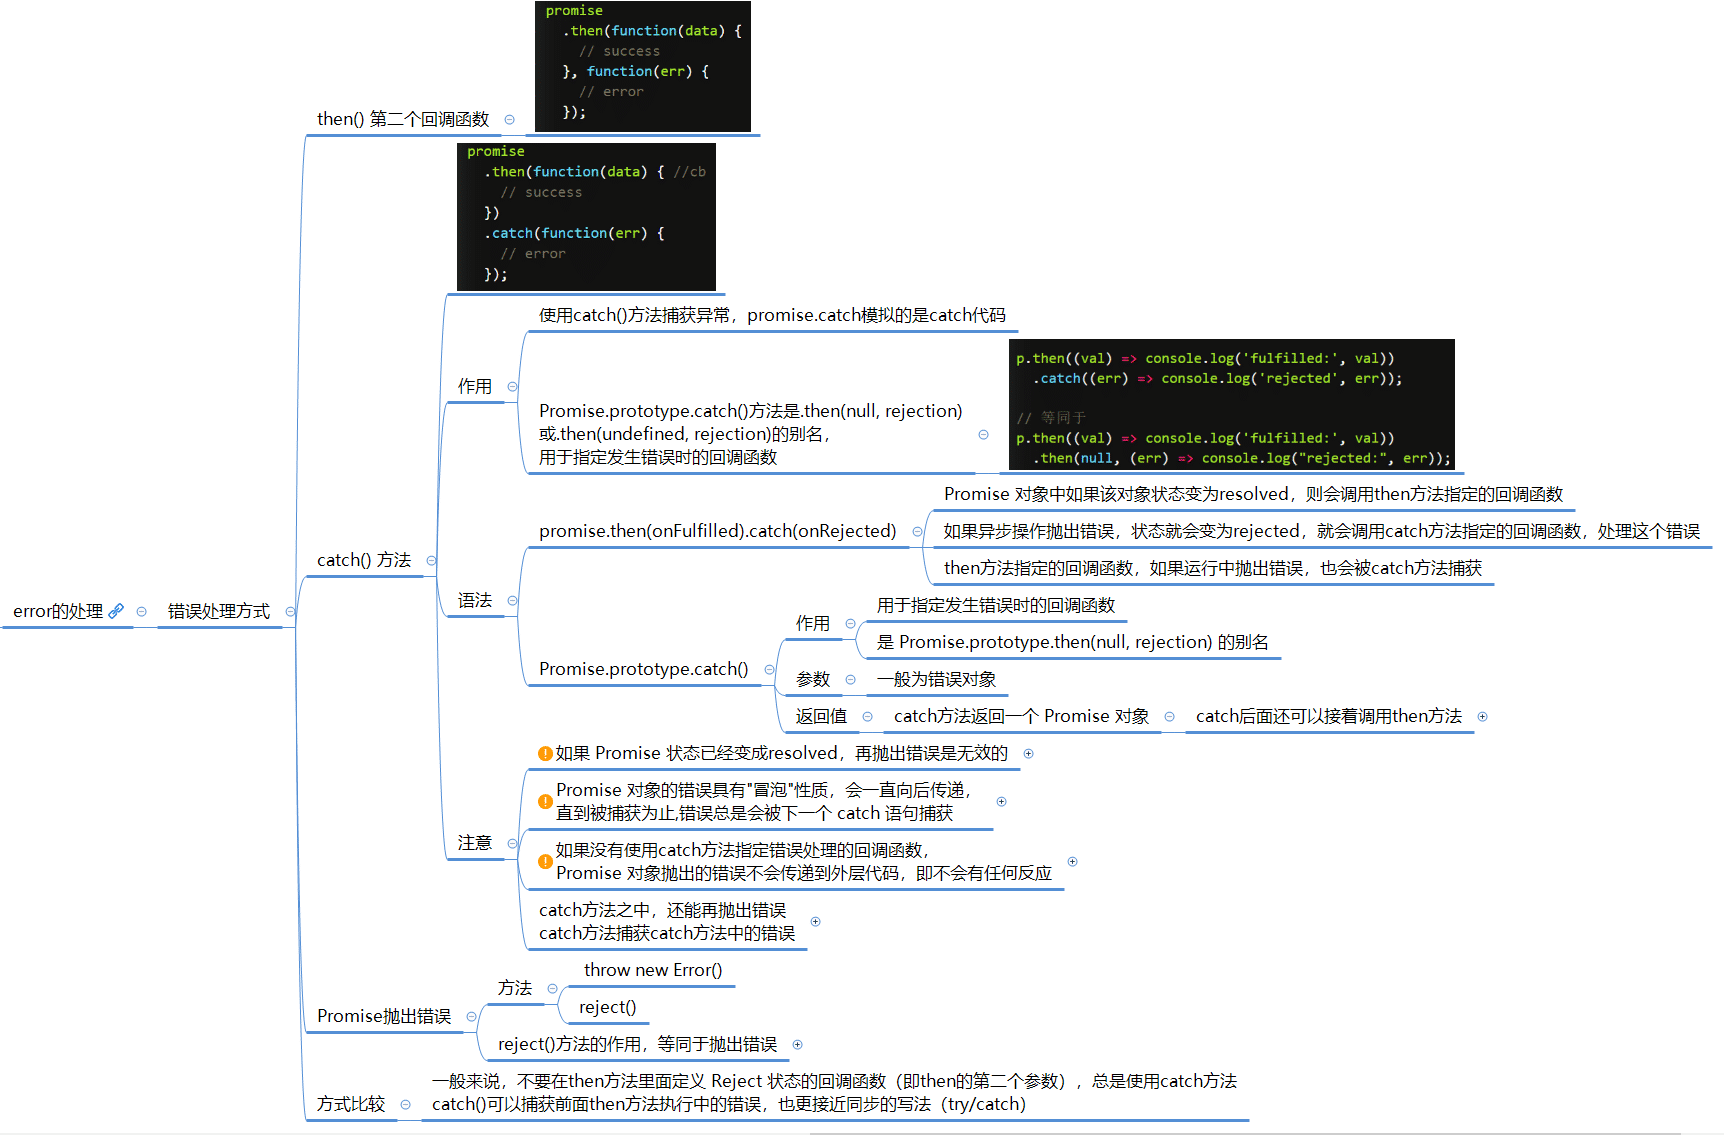 promise
.then(function(data) {
// success
}, function(err) {
// error
});
then() 第二个回调函数
promise
.then(function(data) { //cb
// success
})
.catch(function(err) {
// error
});
使用catch()方法捕获异常，promise.catch模拟的是catch代码
作用
Promise.prototype.catch()方法是.then(null, rejection)
或.then(undefined, rejection)的别名，
用于指定发生错误时的回调函数
p.then((val) => console.log('fulfilled:', val))
.catch((err) => console.log('rejected', err));
// 等同于
p.then((val) => console.log('fulfilled:', val))
.then(null, (err) => console.log("rejected:", err));
catch() 方法
语法
promise.then(onFulfilled).catch(onRejected)
Promise 对象中如果该对象状态变为resolved，则会调用then方法指定的回调函数
如果异步操作抛出错误，状态就会变为rejected，就会调用catch方法指定的回调函数，处理这个错误
then方法指定的回调函数，如果运行中抛出错误，也会被catch方法捕获
error的处理
错误处理方式
Promise.prototype.catch()
作用
用于指定发生错误时的回调函数
是 Promise.prototype.then(null, rejection) 的别名
参数
一般为错误对象
返回值
catch方法返回一个 Promise 对象
catch后面还可以接着调用then方法
注意
如果 Promise 状态已经变成resolved，再抛出错误是无效的
Promise 对象的错误具有"冒泡"性质，会一直向后传递，
直到被捕获为止,错误总是会被下一个 catch 语句捕获
如果没有使用catch方法指定错误处理的回调函数，
Promise 对象抛出的错误不会传递到外层代码，即不会有任何反应
catch方法之中，还能再抛出错误
catch方法捕获catch方法中的错误
Promise抛出错误
方法
throw new Error()
reject()
reject()方法的作用，等同于抛出错误
方式比较
一般来说，不要在then方法里面定义 Reject 状态的回调函数（即then的第二个参数），总是使用catch方法
catch()可以捕获前面then方法执行中的错误，也更接近同步的写法（try/catch）